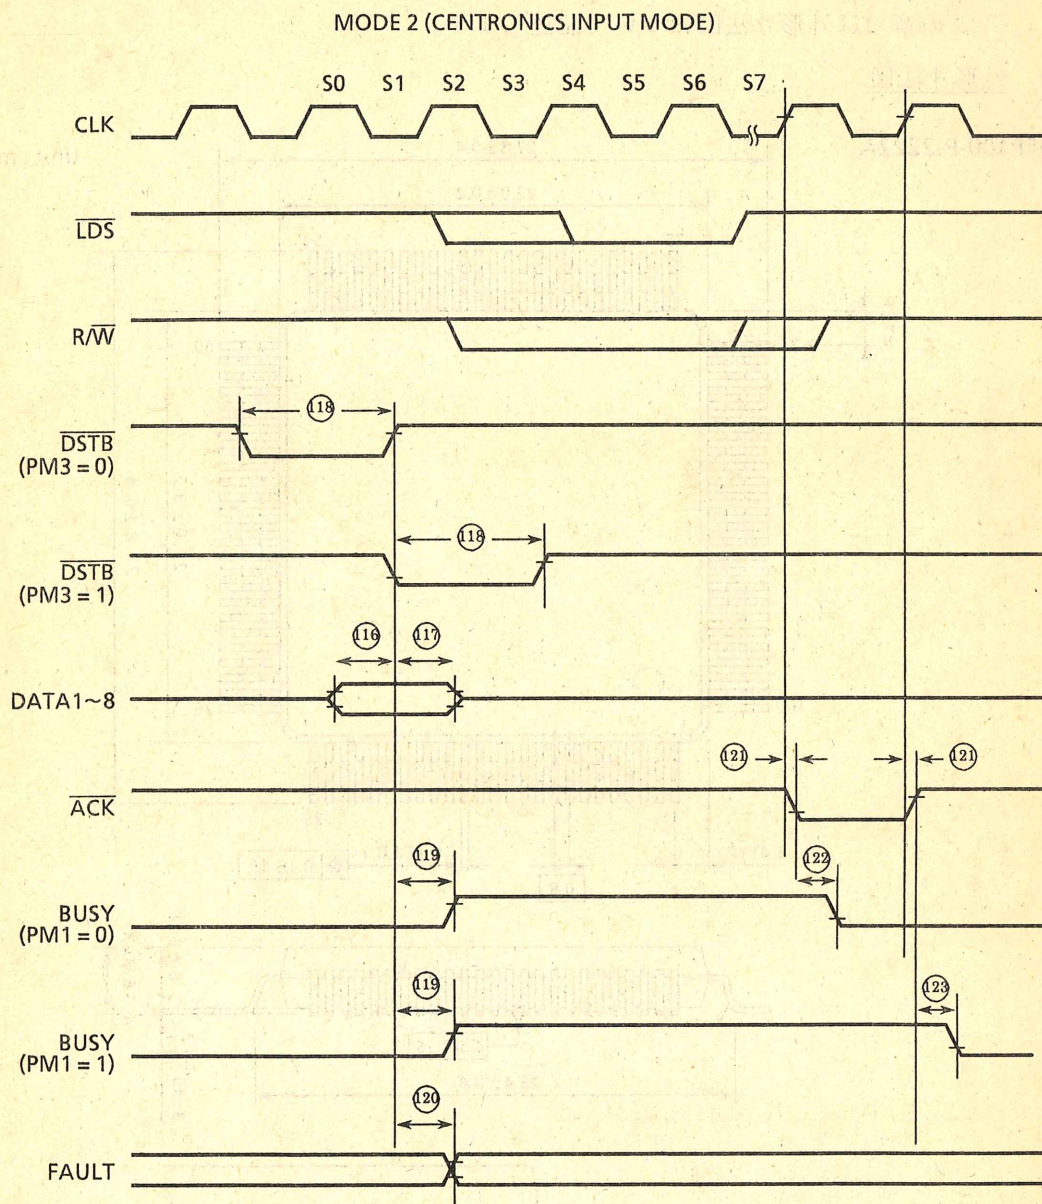 MODE 2 (CENTRONICS INPUT MODE)
S0 S1 S2 S3 S4 S5 S6 S7
CLK
LDS
R/W
118
DSTB
(PM3 = 0)
118
DSTB
(PM3 = 1)
116 117
DATA1~8
121 121
ACK
119 122
BUSY
(PM1 = 0)
119 123
BUSY
(PM1 = 1)
120
FAULT